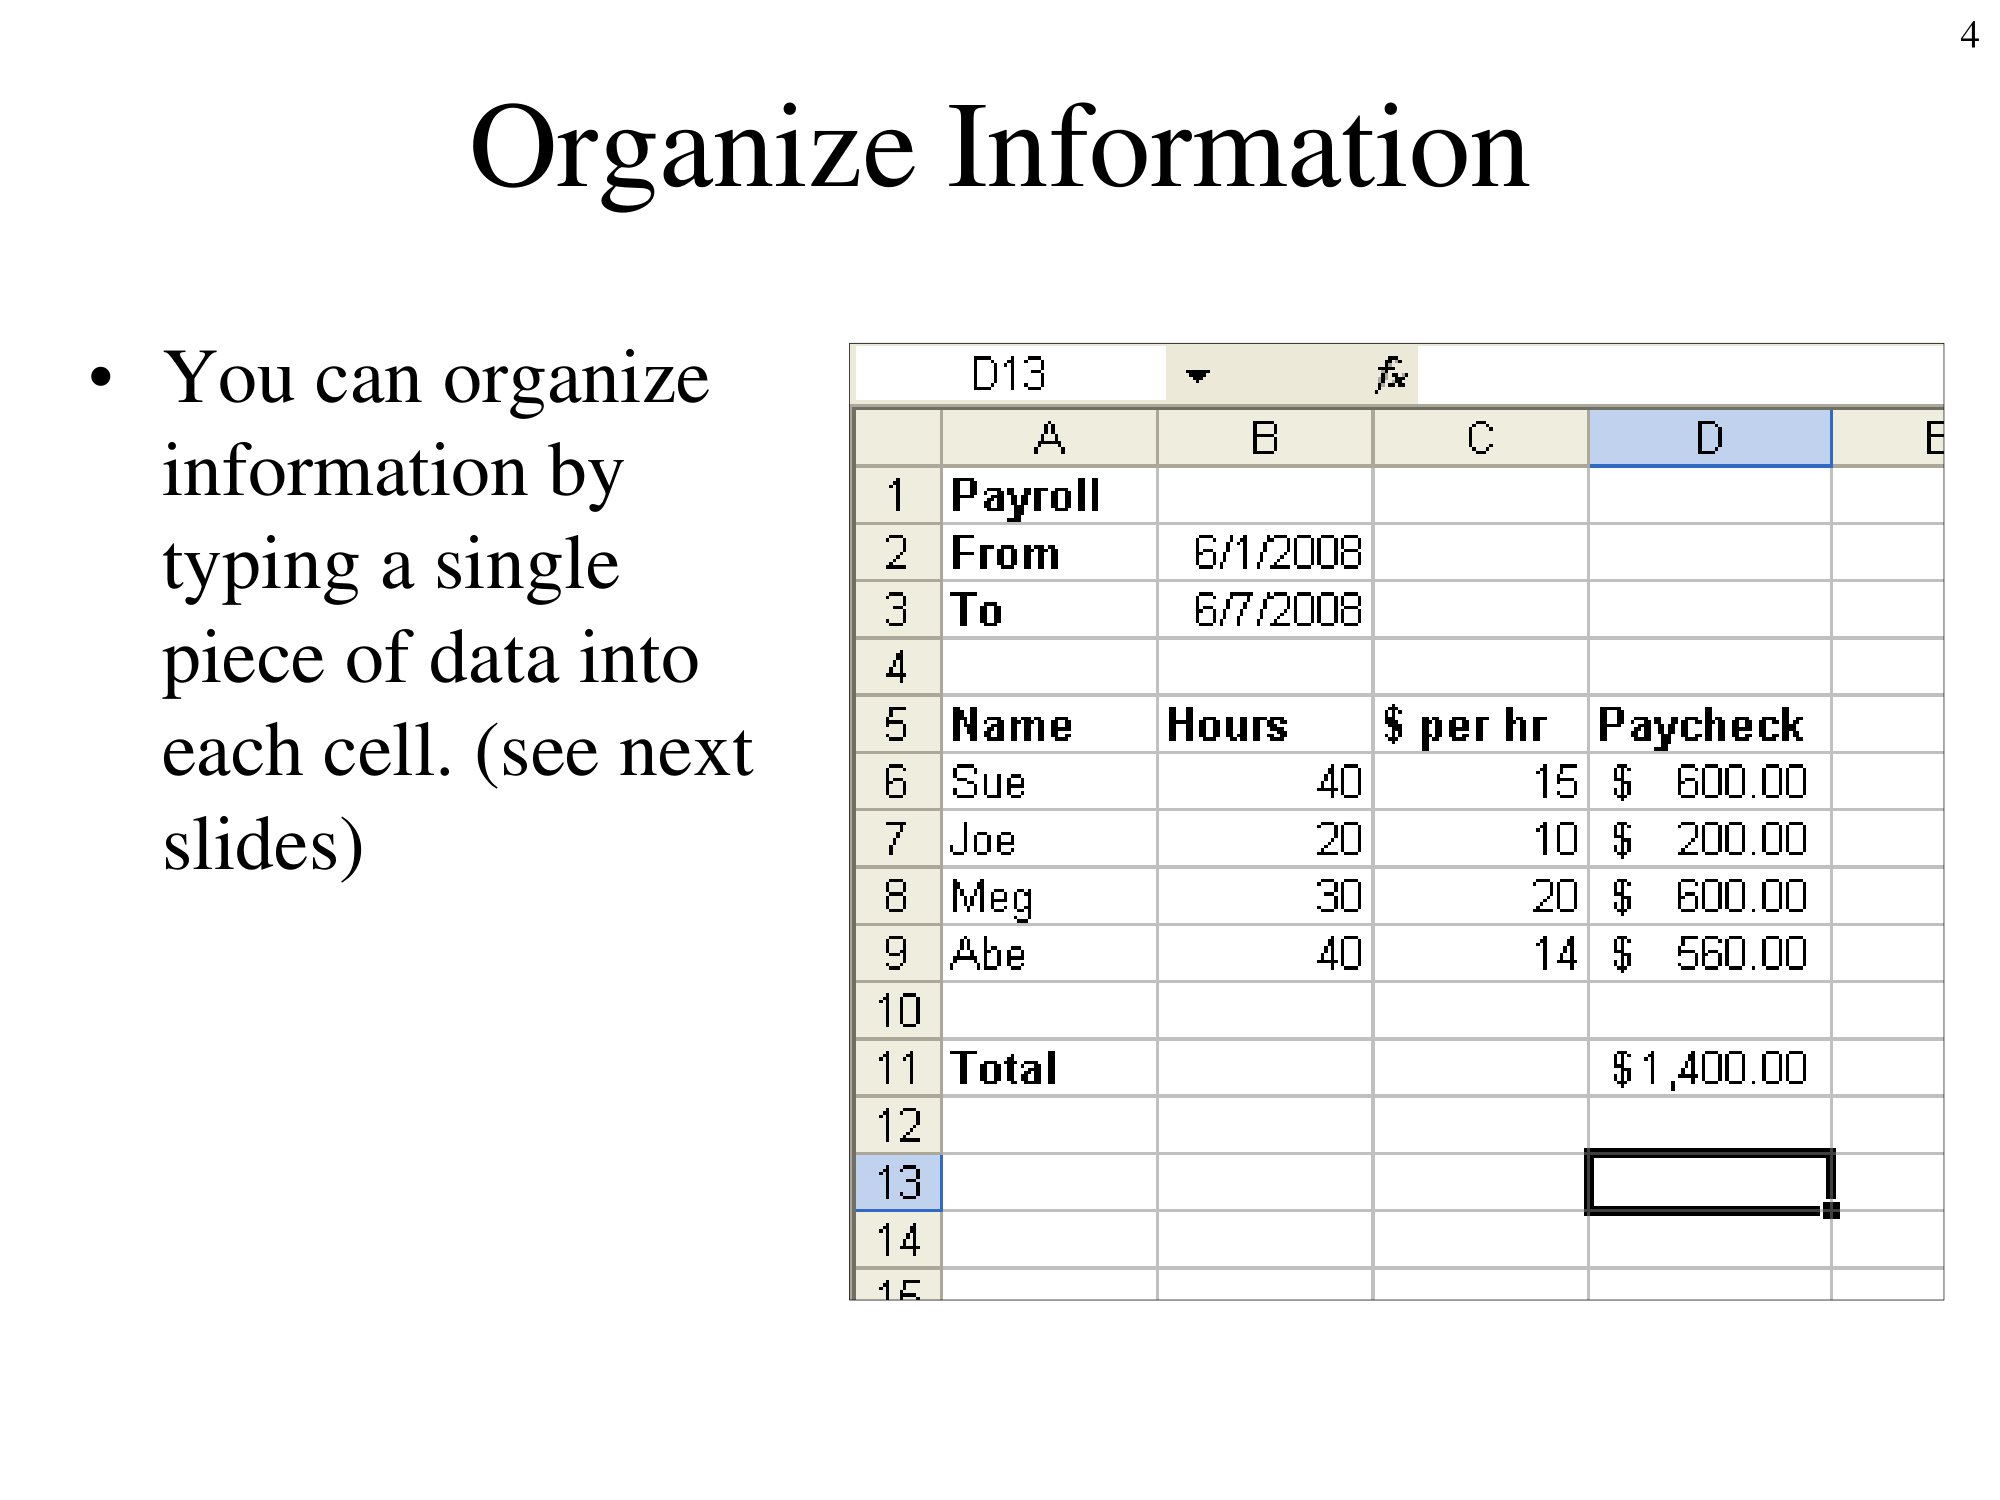 4
Organize Information
• You can organize
information by
typing a single
piece of data into
each cell. (see next
slides)
D13 fx
A B C D E
1 Payroll
2 From 6/1/2008
3 To 6/7/2008
4
5 Name Hours $ per hr Paycheck
6 Sue 40 15 $ 600.00
7 Joe 20 10 $ 200.00
8 Meg 30 20 $ 600.00
9 Abe 40 14 $ 560.00
10
11 Total $1,400.00
12
13
14
15